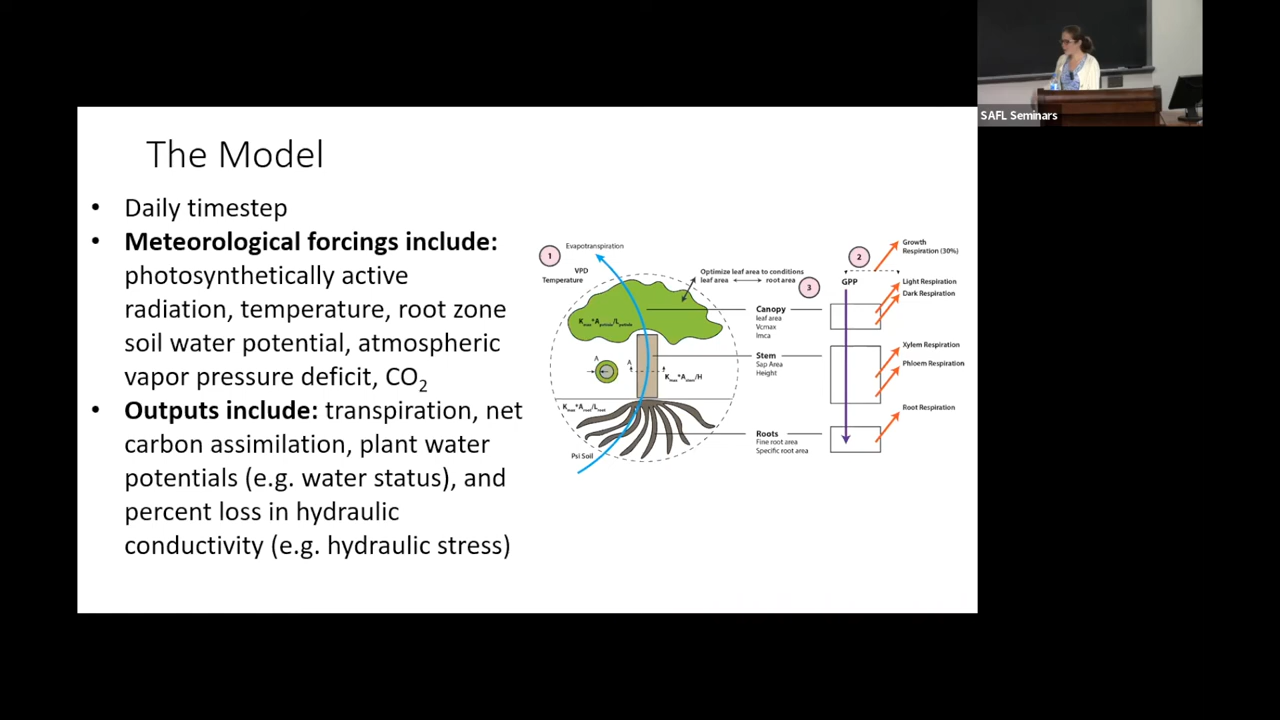 SAFL Seminars
The Model
• Daily timestep
• Meteorological forcings include:
photosynthetically active
radiation, temperature, root zone
soil water potential, atmospheric
vapor pressure deficit, CO₂
• Outputs include: transpiration, net
carbon assimilation, plant water
potentials (e.g. water status), and
percent loss in hydraulic
conductivity (e.g. hydraulic stress)
1
Evapotranspiration
VPD
Temperature
Optimize leaf area to conditions
leaf area
root area
3
Canopy
leaf area
Vcmax
lmca
Stem
Sap Area
Height
A
A
Kmax*Astem/H
Psi Soil
Roots
Fine root area
Specific root area
2
GPP
Growth
Respiration (30%)
Light Respiration
Dark Respiration
Xylem Respiration
Phloem Respiration
Root Respiration